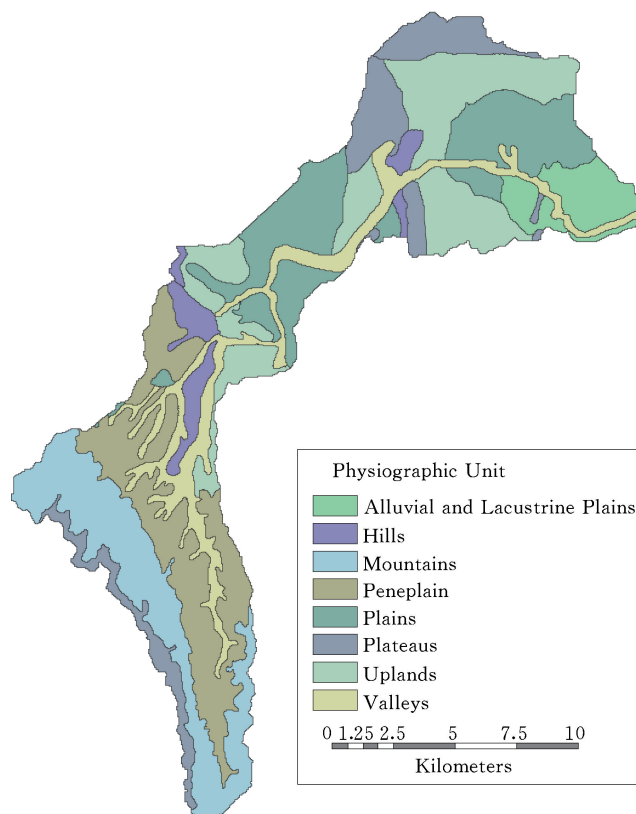 Physiographic Unit
Alluvial and Lacustrine Plains
Hills
Mountains
Peneplain
Plains
Plateaus
Uplands
Valleys
0 1.25 2.5 5 7.5 10
Kilometers